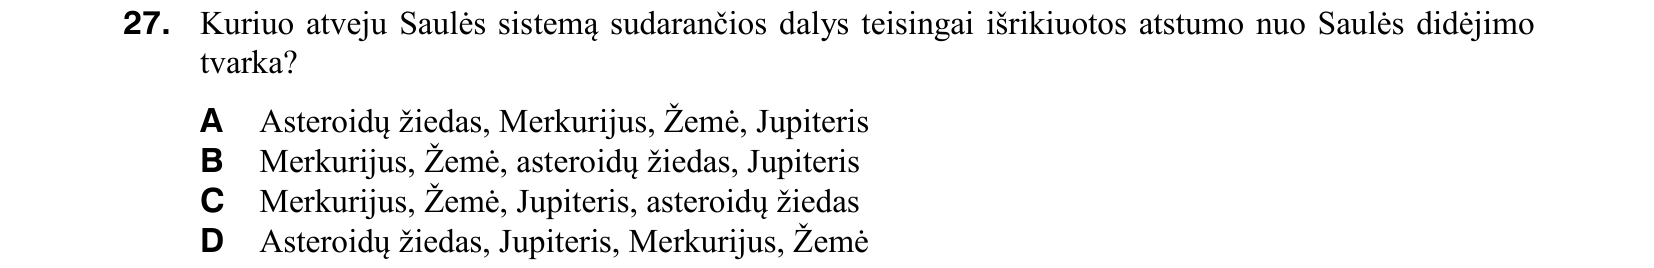 27. Kuriuo atveju Saulės sistemą sudarančios dalys teisingai išrikiuotos atstumo nuo Saulės didėjimo
tvarka?
A Asteroidų žiedas, Merkurijus, Žemė, Jupiteris
B Merkurijus, Žemė, asteroidų žiedas, Jupiteris
C Merkurijus, Žemė, Jupiteris, asteroidų žiedas
D Asteroidų žiedas, Jupiteris, Merkurijus, Žemė